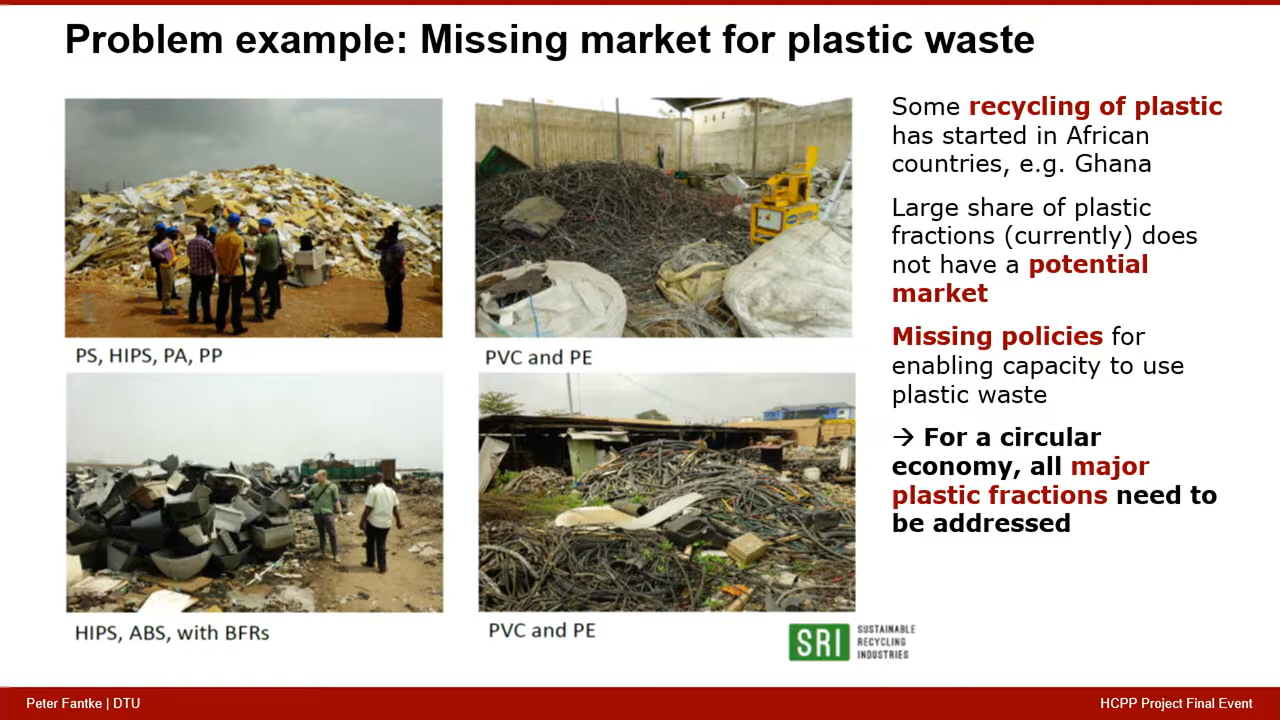 Problem example: Missing market for plastic waste
PS, HIPS, PA, PP
PVC and PE
HIPS, ABS, with BFRs
PVC and PE
SRI
SUSTAINABLE
RECYCLING
INDUSTRIES
Some recycling of plastic
has started in African
countries, e.g. Ghana
Large share of plastic
fractions (currently) does
not have a potential
market
Missing policies for
enabling capacity to use
plastic waste
→ For a circular
economy, all major
plastic fractions need to
be addressed
Peter Fantke | DTU
HCPP Project Final Event